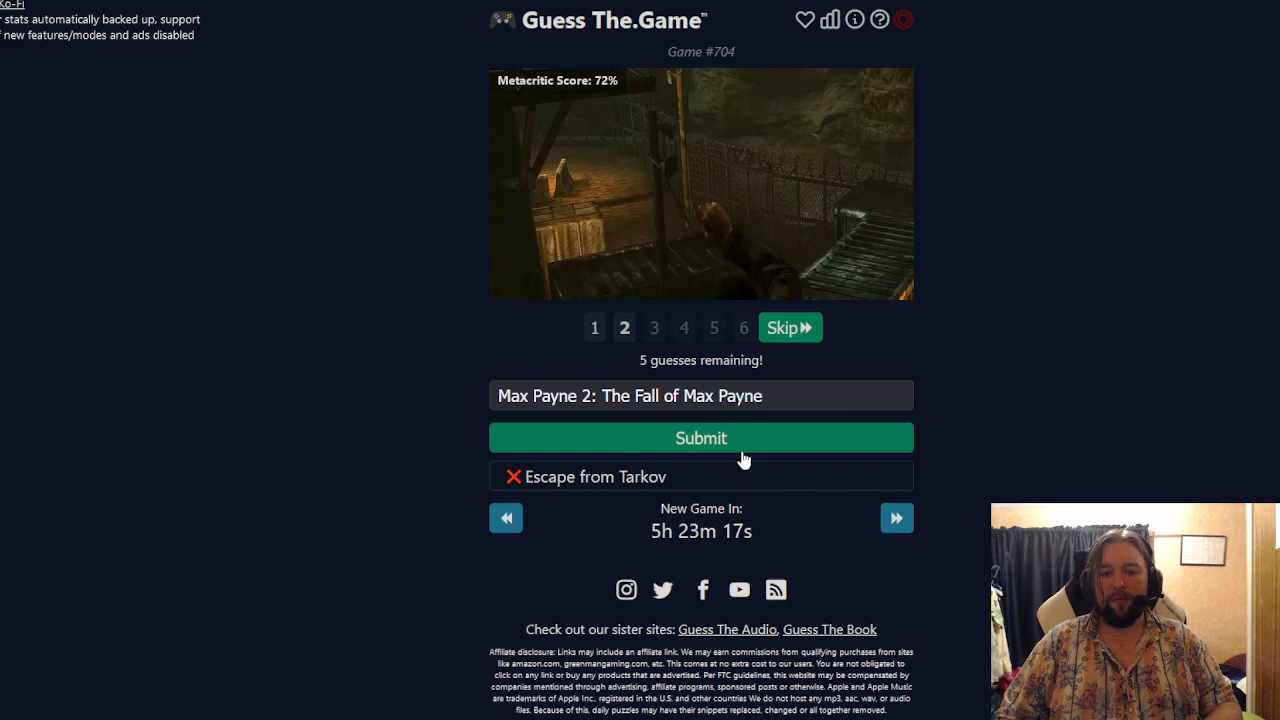 Ko-Fi
r stats automatically backed up, support
f new features/modes and ads disabled
Guess The.Game™
Game #704
Metacritic Score: 72%
1 2 3 4 5 6 Skip
5 guesses remaining!
Max Payne 2: The Fall of Max Payne
Submit
❌ Escape from Tarkov
New Game In:
5h 23m 17s
Check out our sister sites: Guess The Audio, Guess The Book
Affiliate disclosure: Links may include an affiliate link. We may earn commissions from qualifying purchases from sites
like amazon.com, greenmangaming.com, etc. This comes at no extra cost to our users. You are not obligated to
click on any link or buy any products that are advertised. Per FTC guidelines, this website may be compensated by
companies mentioned through advertising, affiliate programs, sponsored posts or otherwise. Apple and Apple Music
are trademarks of Apple Inc., registered in the U.S. and other countries We do not host any mp3, aac, wav, or audio
files. Because of this, daily puzzles may have their snippets replaced, changed or all together removed.